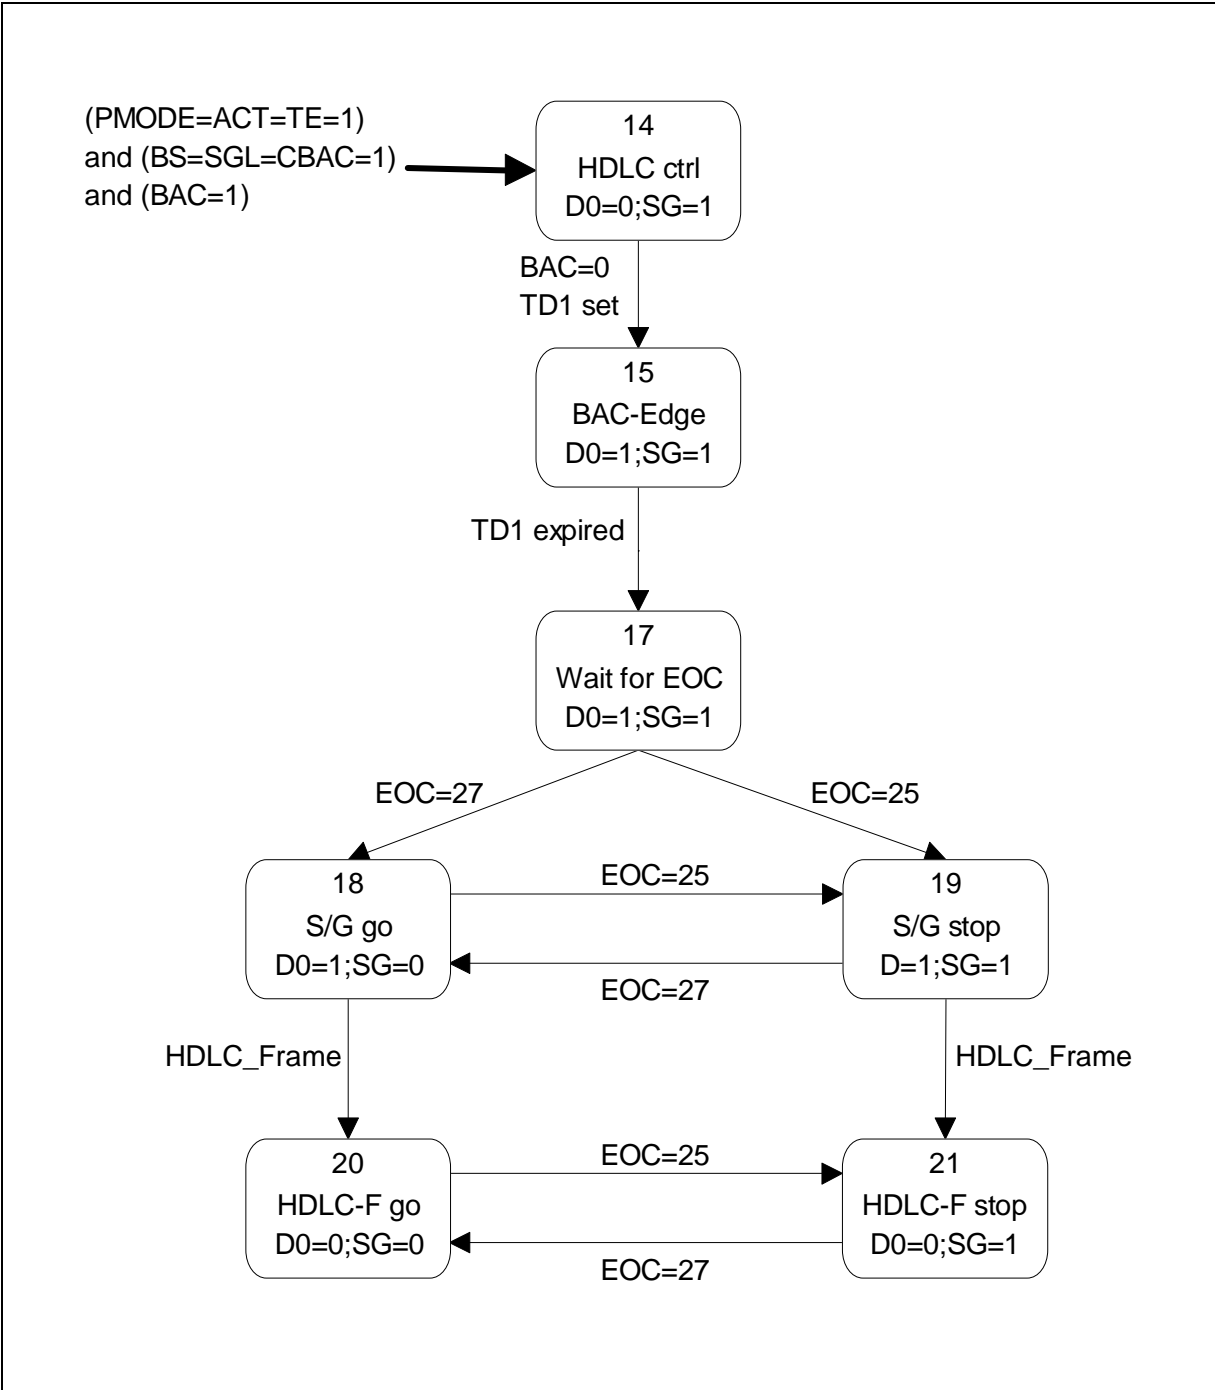 (PMODE=ACT=TE=1)
and (BS=SGL=CBAC=1)
and (BAC=1)
14
HDLC ctrl
D0=0;SG=1
BAC=0
TD1 set
15
BAC-Edge
D0=1;SG=1
TD1 expired
17
Wait for EOC
D0=1;SG=1
EOC=27
EOC=25
18
S/G go
D0=1;SG=0
EOC=25
EOC=27
19
S/G stop
D=1;SG=1
HDLC_Frame
HDLC_Frame
20
HDLC-F go
D0=0;SG=0
EOC=25
EOC=27
21
HDLC-F stop
D0=0;SG=1